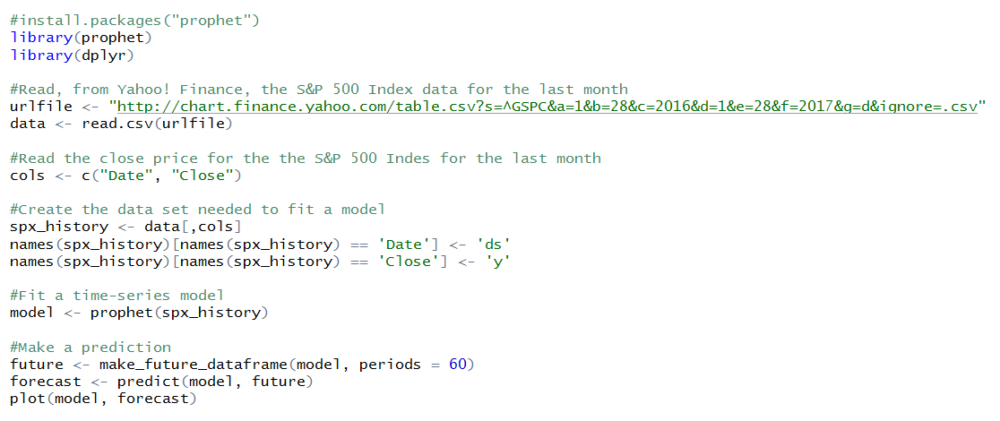 #install.packages("prophet")
library(prophet)
library(dplyr)
#Read, from Yahoo! Finance, the S&P 500 Index data for the last month
urlfile <- "http://chart.finance.yahoo.com/table.csv?s=^GSPC&a=1&b=28&c=2016&d=1&e=28&f=2017&g=d&ignore=.csv"
data <- read.csv(urlfile)
#Read the close price for the the S&P 500 Indes for the last month
cols <- c("Date", "Close")
#Create the data set needed to fit a model
spx_history <- data[,cols]
names(spx_history)[names(spx_history) == 'Date'] <- 'ds'
names(spx_history)[names(spx_history) == 'Close'] <- 'y'
#Fit a time-series model
model <- prophet(spx_history)
#Make a prediction
future <- make_future_dataframe(model, periods = 60)
forecast <- predict(model, future)
plot(model, forecast)